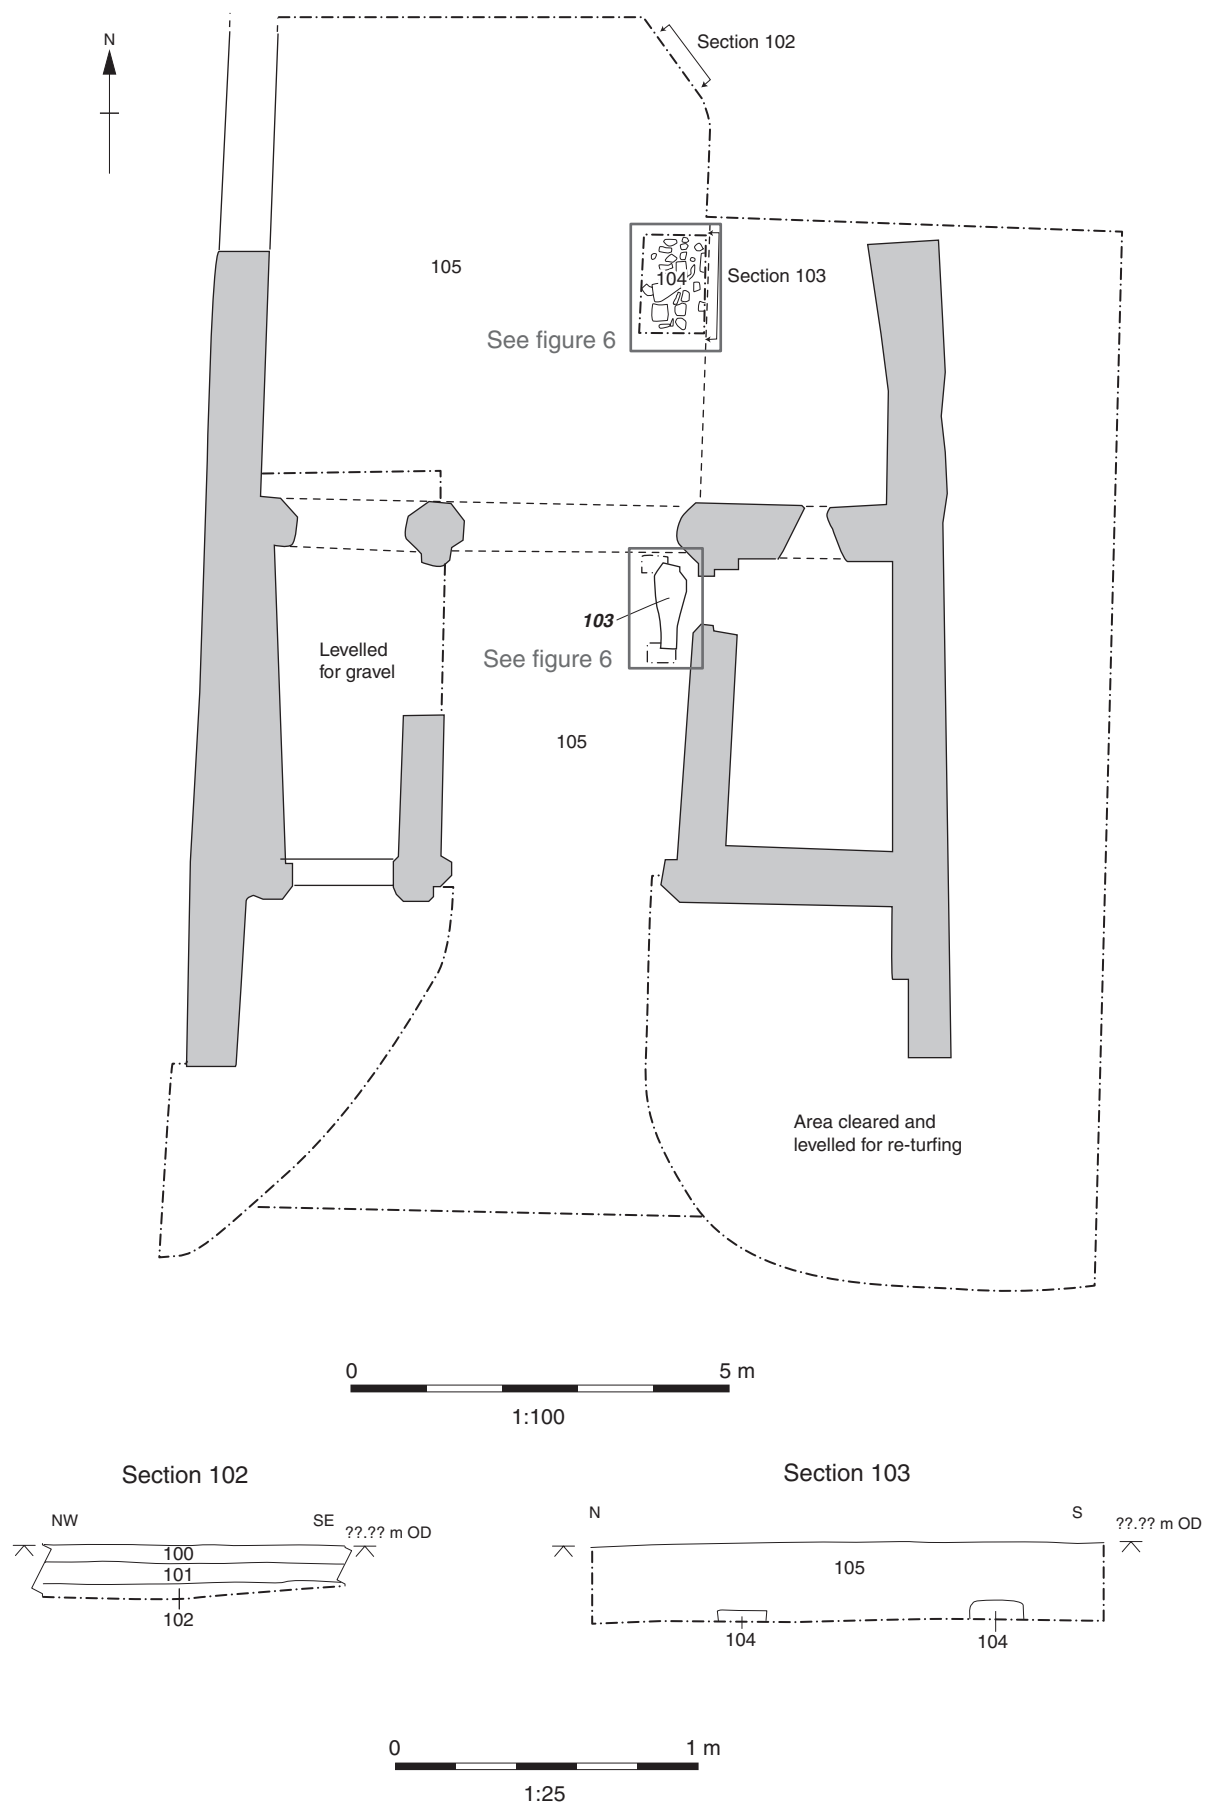 N
Section 102
105
104
Section 103
See figure 6
103
Levelled
for gravel
See figure 6
105
Area cleared and
levelled for re-turfing
0 5 m
1:100
Section 102
Section 103
NW SE ??.?? m OD
100
101
102
N S ??.?? m OD
105
104 104
0 1 m
1:25